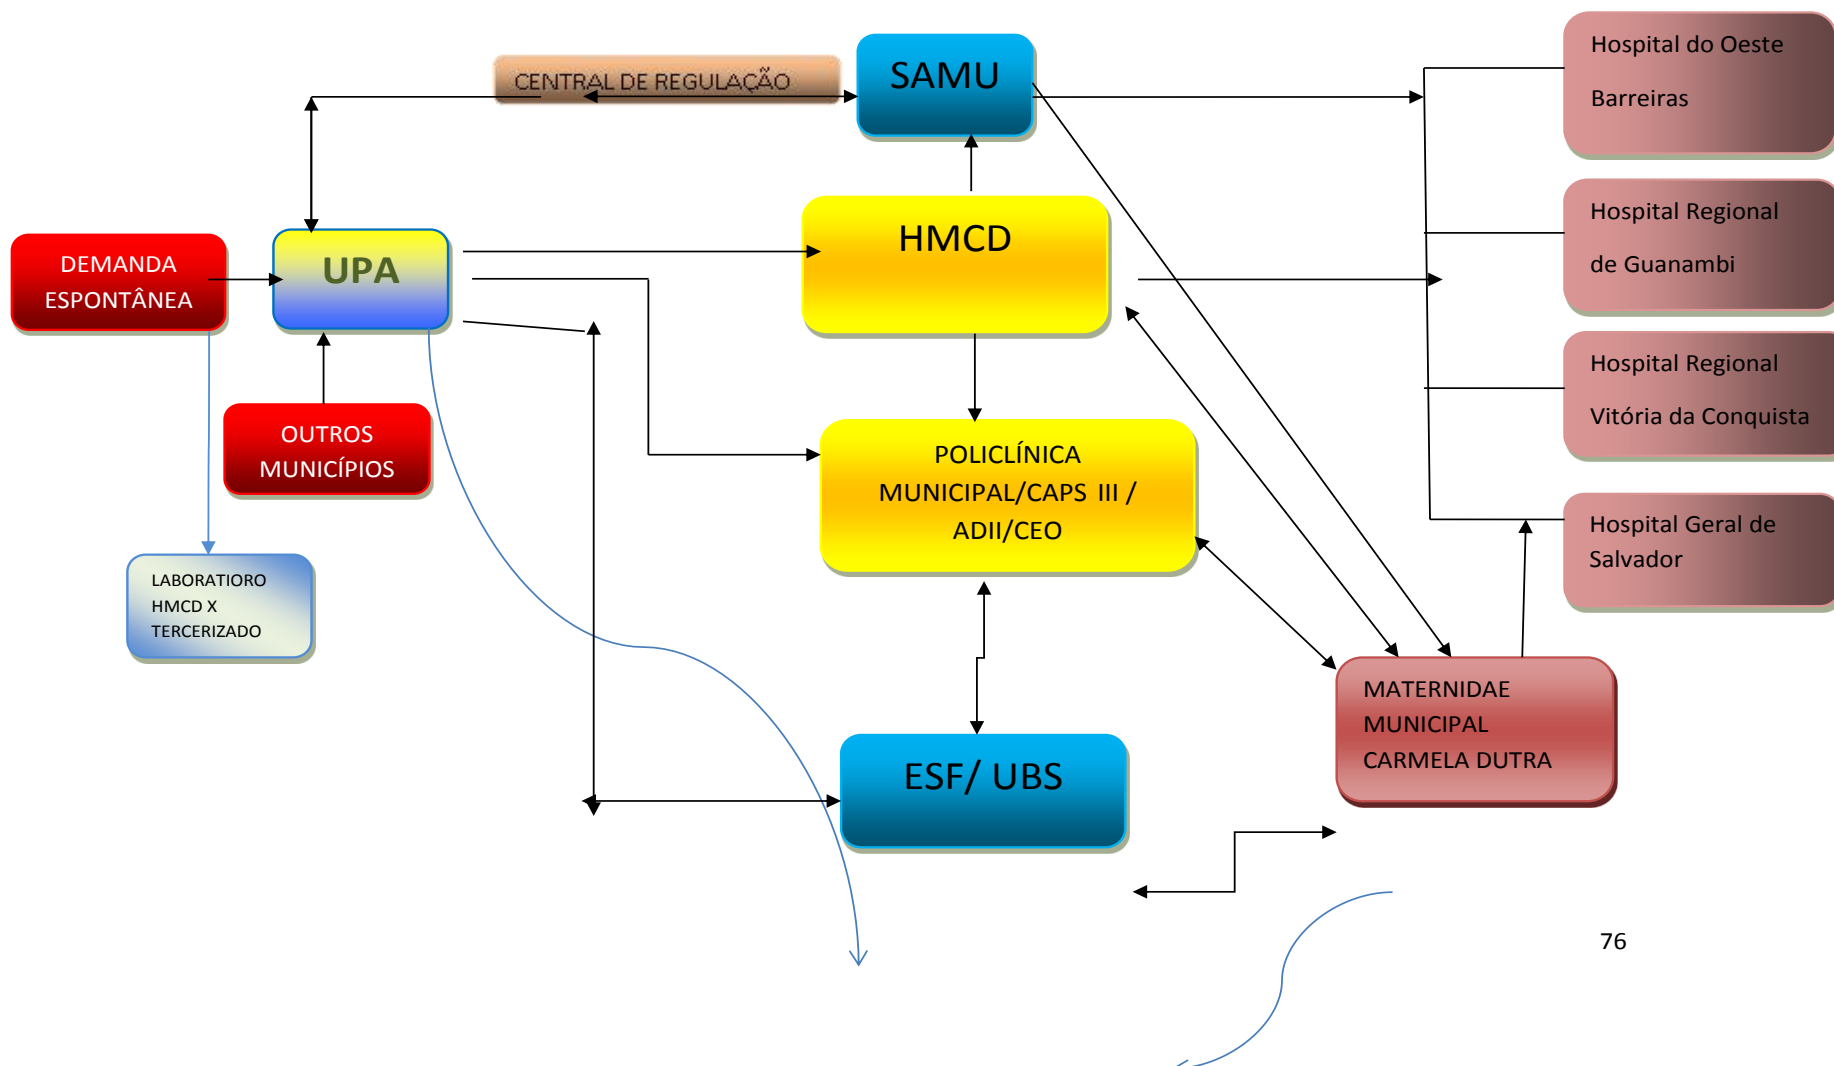 CENTRAL DE REGULAÇÃO
SAMU
Hospital do Oeste
Barreiras
DEMANDA
ESPONTÂNEA
UPA
HMCD
Hospital Regional
de Guanambi
OUTROS
MUNICÍPIOS
POLICLÍNICA
MUNICIPAL/CAPS III /
ADII/CEO
Hospital Regional
Vitória da Conquista
LABORATIORO
HMCD X
TERCERIZADO
Hospital Geral de
Salvador
ESF/ UBS
MATERNIDAE
MUNICIPAL
CARMELA DUTRA
76